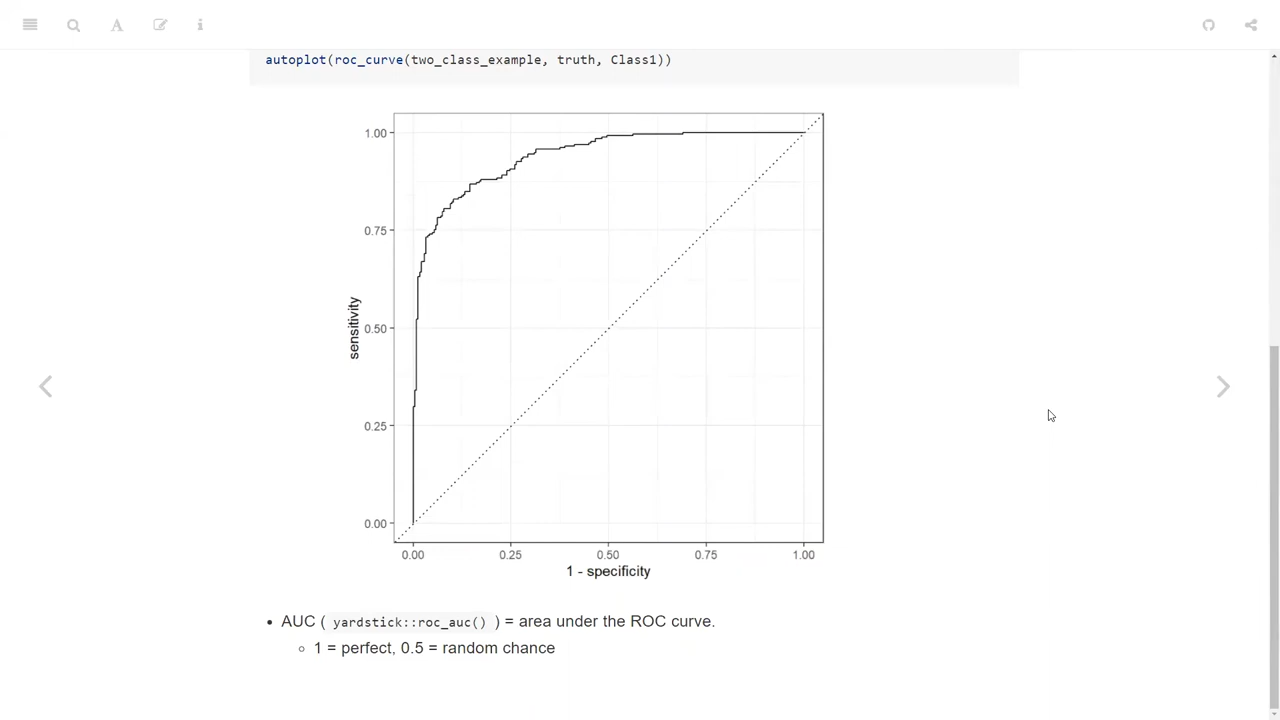 autoplot(roc_curve(two_class_example, truth, Class1))
1.00
0.75
0.50
0.25
0.00
sensitivity
0.00 0.25 0.50 0.75 1.00
1 - specificity
• AUC ( yardstick::roc_auc() ) = area under the ROC curve.
◦ 1 = perfect, 0.5 = random chance